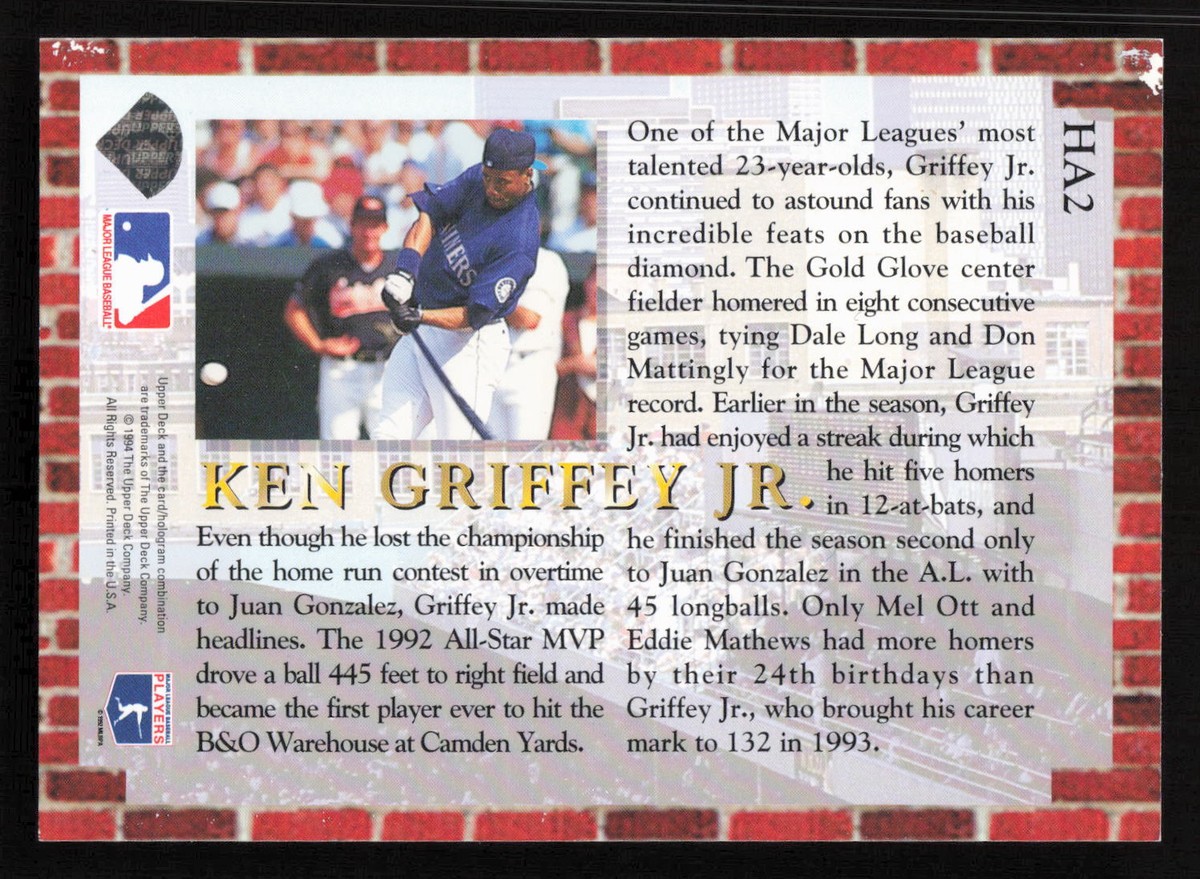 KEN GRIFFEY JR.
Even though he lost the championship
of the home run contest in overtime
to Juan Gonzalez, Griffey Jr. made
headlines. The 1992 All-Star MVP
drove a ball 445 feet to right field and
became the first player ever to hit the
B&O Warehouse at Camden Yards.
One of the Major Leagues' most
talented 23-year-olds, Griffey Jr.
continued to astound fans with his
incredible feats on the baseball
diamond. The Gold Glove center
fielder homered in eight consecutive
games, tying Dale Long and Don
Mattingly for the Major League
record. Earlier in the season, Griffey
Jr. had enjoyed a streak during which
he hit five homers
in 12-at-bats, and
he finished the season second only
to Juan Gonzalez in the A.L. with
45 longballs. Only Mel Ott and
Eddie Mathews had more homers
by their 24th birthdays than
Griffey Jr., who brought his career
mark to 132 in 1993.
HA2
MAJOR LEAGUE BASEBALL
Upper Deck and the card/hologram combination
are trademarks of The Upper Deck Company.
© 1994 The Upper Deck Company.
All Rights Reserved. Printed in the U.S.A.
MAJOR LEAGUE BASEBALL
PLAYERS
UPPER
INERS